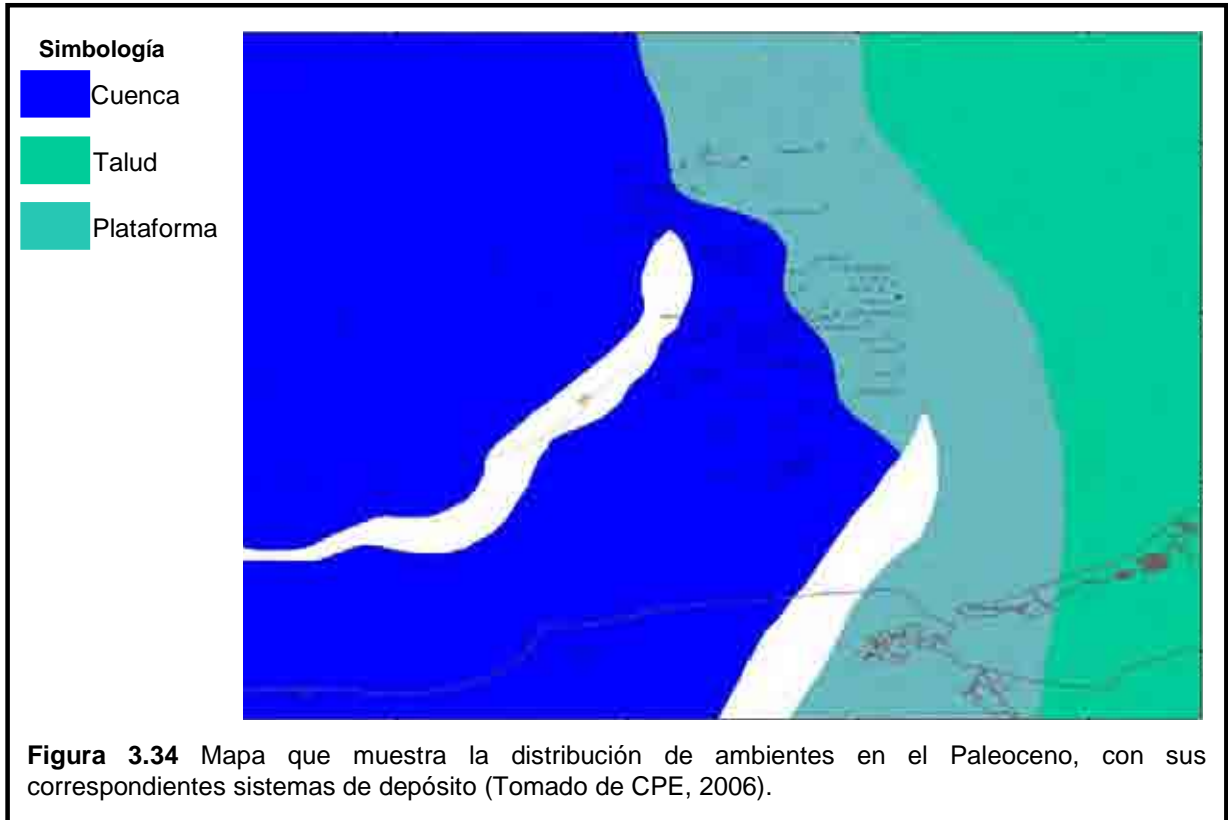 Simbología
Cuenca
Talud
Plataforma
Figura 3.34 Mapa que muestra la distribución de ambientes en el Paleoceno, con sus
correspondientes sistemas de depósito (Tomado de CPE, 2006).